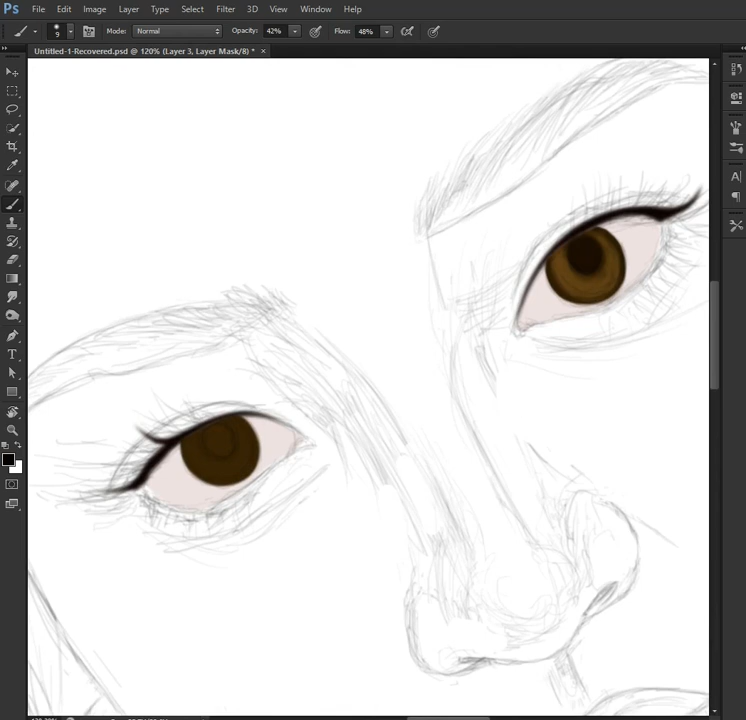 Ps File Edit Image Layer Type Select Filter 3D View Window Help
9 Mode: Normal Opacity: 42% Flow: 48%
Untitled-1-Recovered.psd @ 120% (Layer 3, Layer Mask/8) * ×